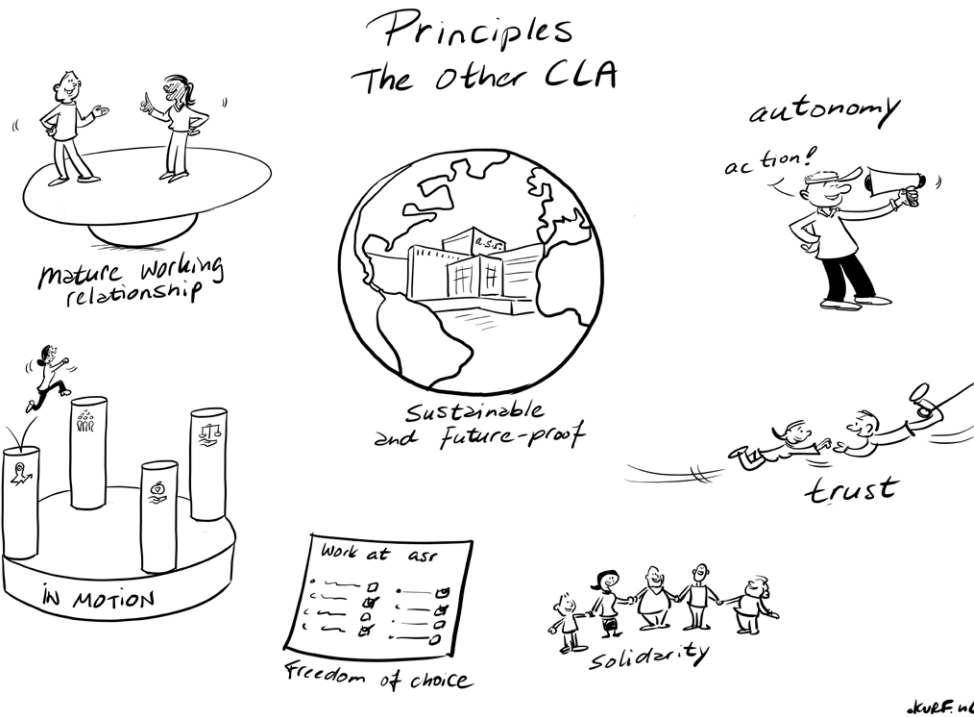 Principles
The Other CLA
mature working
relationship
autonomy
action!
a.s.r.
Sustainable
and Future-proof
trust
IN MOTION
Work at asr
Freedom of choice
Solidarity